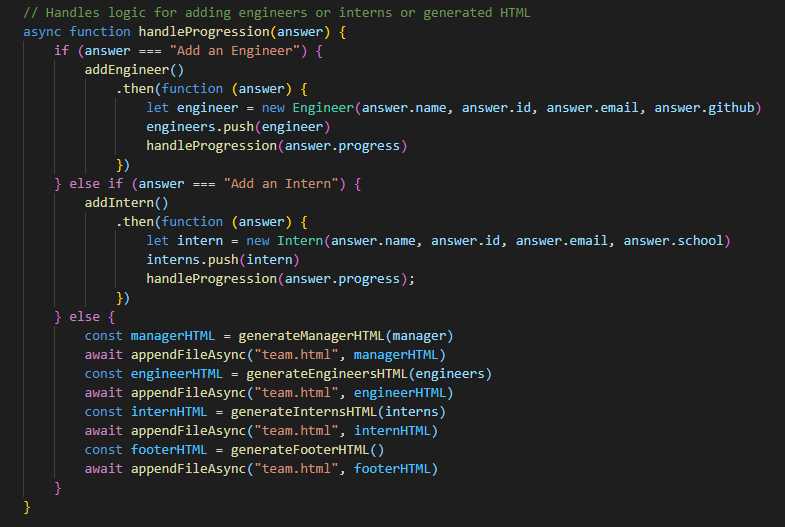 // Handles logic for adding engineers or interns or generated HTML
async function handleProgression(answer) {
    if (answer === "Add an Engineer") {
        addEngineer()
            .then(function (answer) {
                let engineer = new Engineer(answer.name, answer.id, answer.email, answer.github)
                engineers.push(engineer)
                handleProgression(answer.progress)
            })
    } else if (answer === "Add an Intern") {
        addIntern()
            .then(function (answer) {
                let intern = new Intern(answer.name, answer.id, answer.email, answer.school)
                interns.push(intern)
                handleProgression(answer.progress);
            })
    } else {
        const managerHTML = generateManagerHTML(manager)
        await appendFileAsync("team.html", managerHTML)
        const engineerHTML = generateEngineersHTML(engineers)
        await appendFileAsync("team.html", engineerHTML)
        const internHTML = generateInternsHTML(interns)
        await appendFileAsync("team.html", internHTML)
        const footerHTML = generateFooterHTML()
        await appendFileAsync("team.html", footerHTML)
    }
}